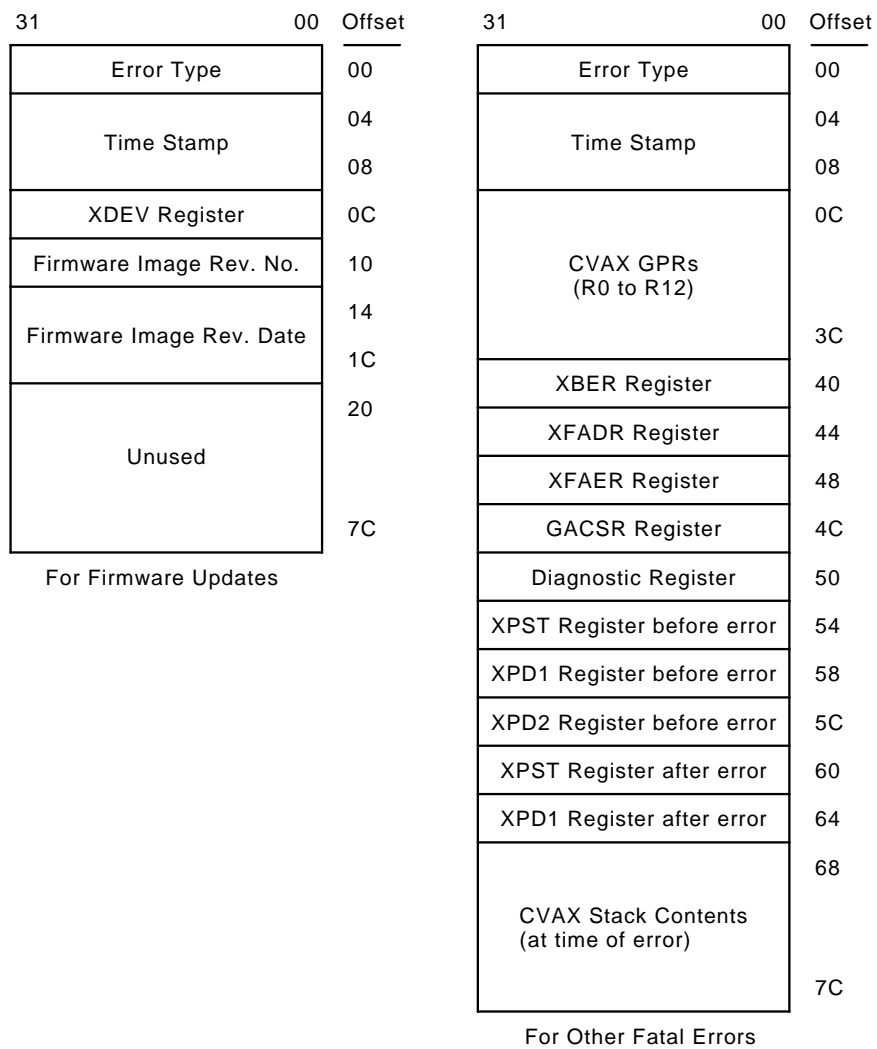 31 00 Offset
Error Type 00
04
Time Stamp
08
XDEV Register 0C
Firmware Image Rev. No. 10
14
Firmware Image Rev. Date
1C
20
Unused
7C
For Firmware Updates
31 00 Offset
Error Type 00
04
Time Stamp
08
0C
CVAX GPRs
(R0 to R12)
3C
XBER Register 40
XFADR Register 44
XFAER Register 48
GACSR Register 4C
Diagnostic Register 50
XPST Register before error 54
XPD1 Register before error 58
XPD2 Register before error 5C
XPST Register after error 60
XPD1 Register after error 64
68
CVAX Stack Contents
(at time of error)
7C
For Other Fatal Errors